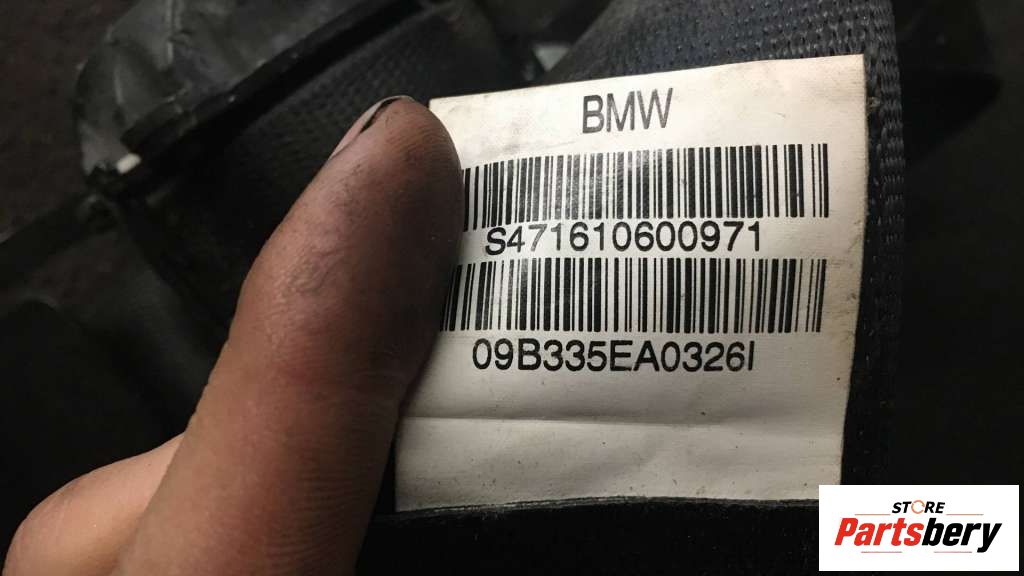 BMW
S471610600971
09B335EA0326I
STORE
Partsbery